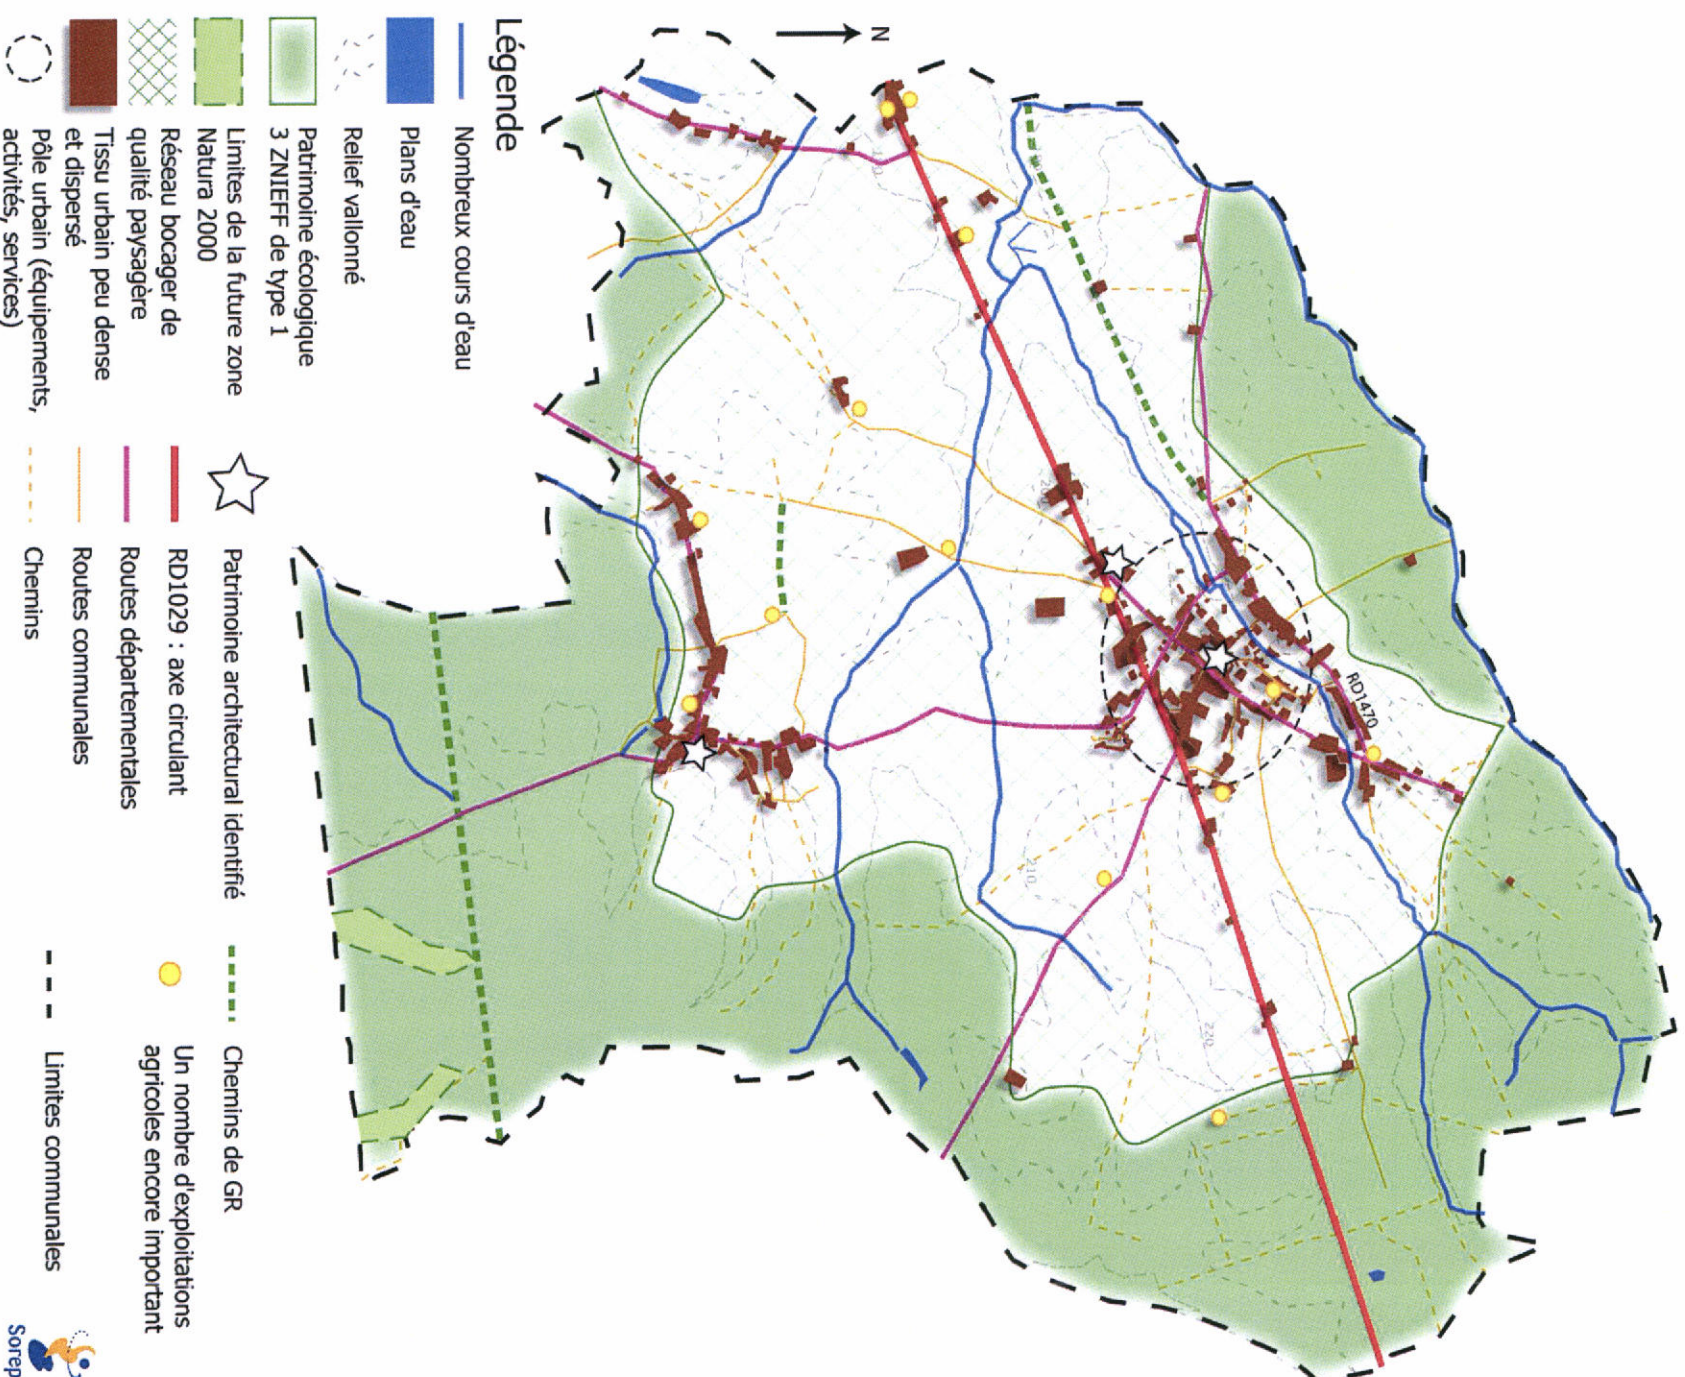 N
RD1470
210
220
Légende
Nombreux cours d'eau
Plans d'eau
Relief vallonné
Patrimoine écologique
3 ZNIEFF de type 1
Limites de la future zone
Natura 2000
Réseau bocager de
qualité paysagère
Tissu urbain peu dense
et dispersé
Pôle urbain (équipements,
activités, services)
Patrimoine architectural identifié
RD1029 : axe circulant
Routes départementales
Routes communales
Chemins
Chemins de GR
Un nombre d'exploitations
agricoles encore important
Limites communales
Sorep